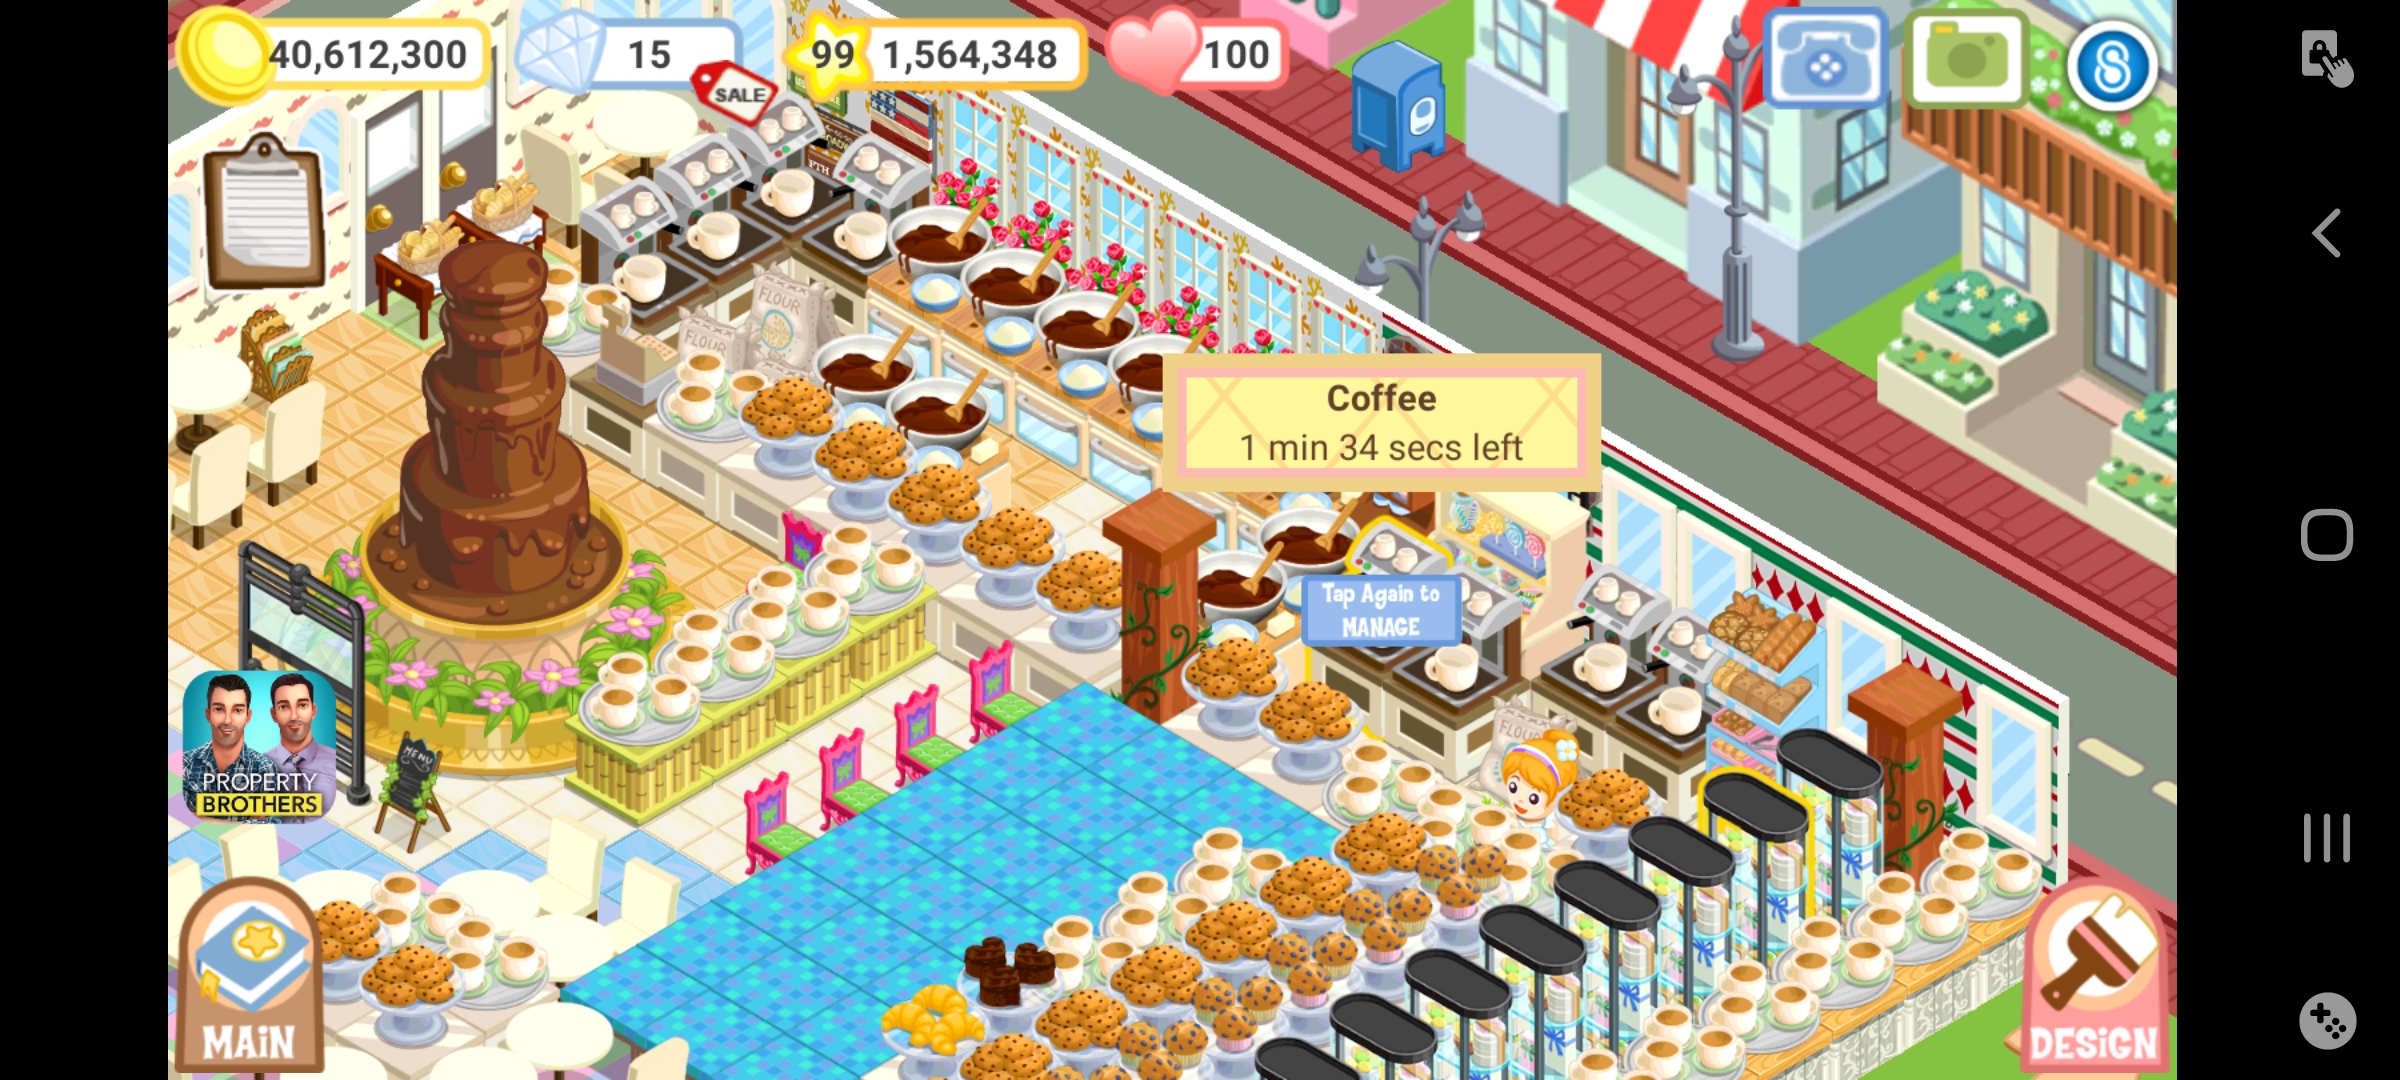 40,612,300
15
SALE
99
1,564,348
100
FLOUR
FLOUR
Coffee
1 min 34 secs left
Tap Again to
MANAGE
FLOUR
MENU
PROPERTY
BROTHERS
MAiN
DESiGN